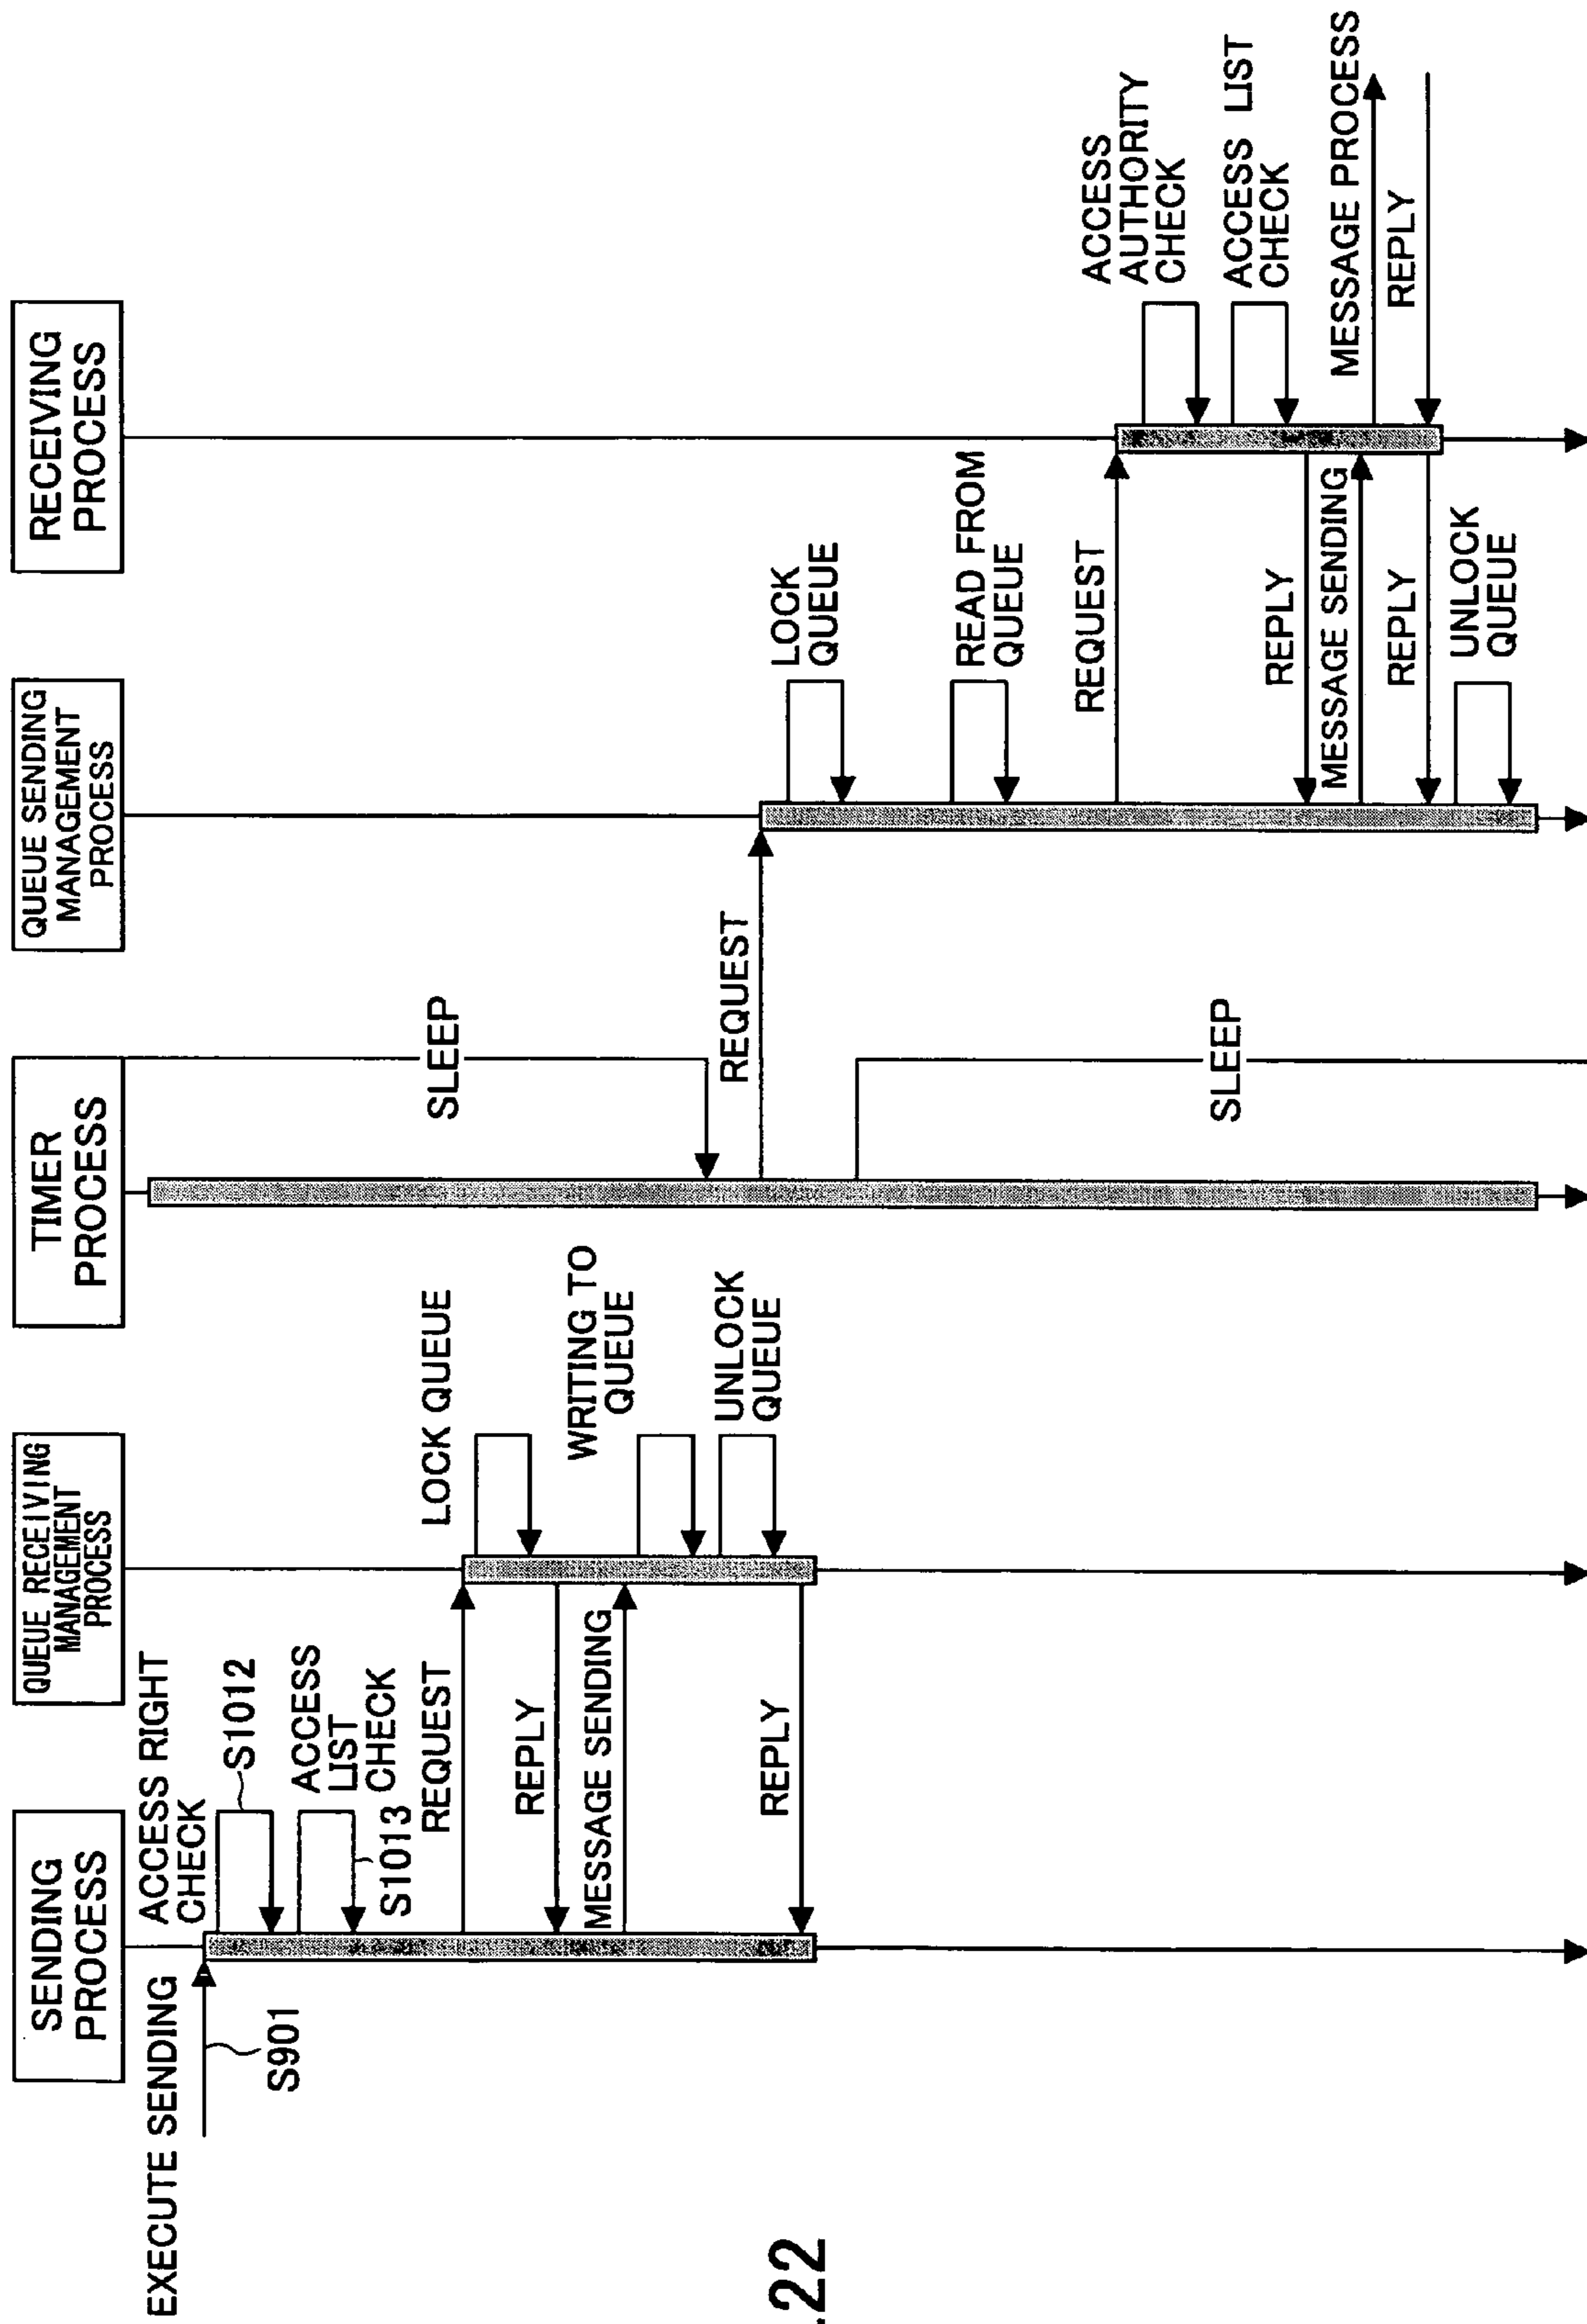 SENDING
PROCESS
QUEUE RECEIVING
MANAGEMENT
PROCESS
TIMER
PROCESS
QUEUE SENDING
MANAGEMENT
PROCESS
RECEIVING
PROCESS
EXECUTE SENDING
S901
ACCESS RIGHT
CHECK
S1012
ACCESS
LIST
CHECK
S1013
REQUEST
LOCK QUEUE
REPLY
MESSAGE SENDING
WRITING TO
QUEUE
UNLOCK
QUEUE
REPLY
SLEEP
REQUEST
SLEEP
LOCK
QUEUE
READ FROM
QUEUE
REQUEST
ACCESS
AUTHORITY
CHECK
ACCESS LIST
CHECK
REPLY
MESSAGE SENDING
MESSAGE PROCESS
REPLY
REPLY
UNLOCK
QUEUE
22